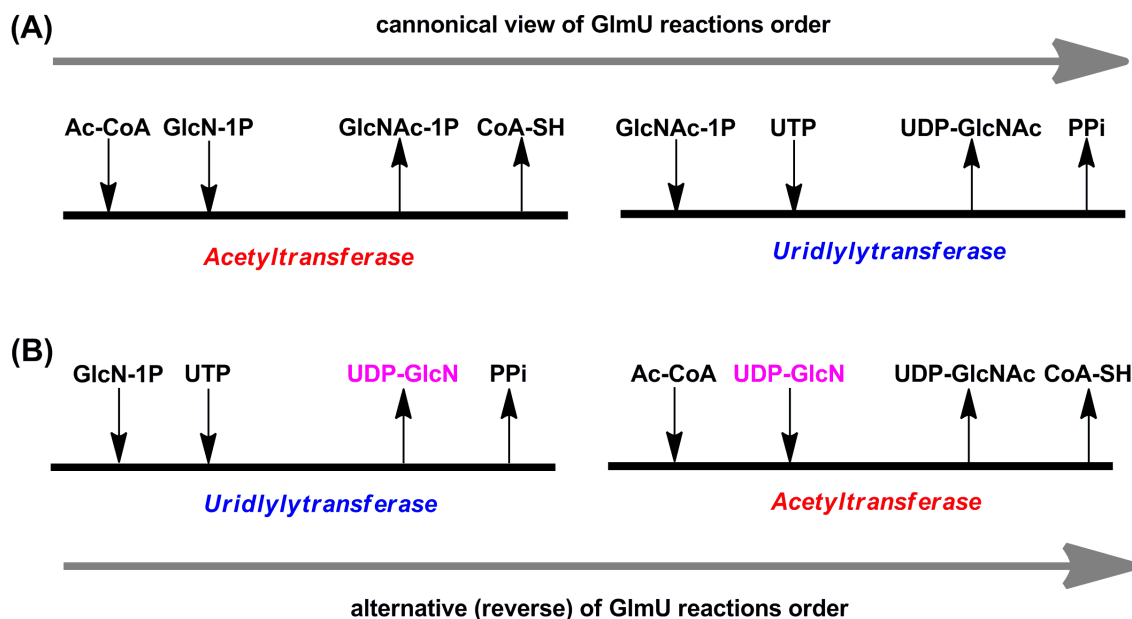 (A)
cannonical view of GlmU reactions order
Ac-CoA GlcN-1P GlcNAc-1P CoA-SH GlcNAc-1P UTP UDP-GlcNAc PPi
Acetyltransferase Uridlylytransferase
(B)
GlcN-1P UTP UDP-GlcN PPi Ac-CoA UDP-GlcN UDP-GlcNAc CoA-SH
Uridlylytransferase Acetyltransferase
alternative (reverse) of GlmU reactions order